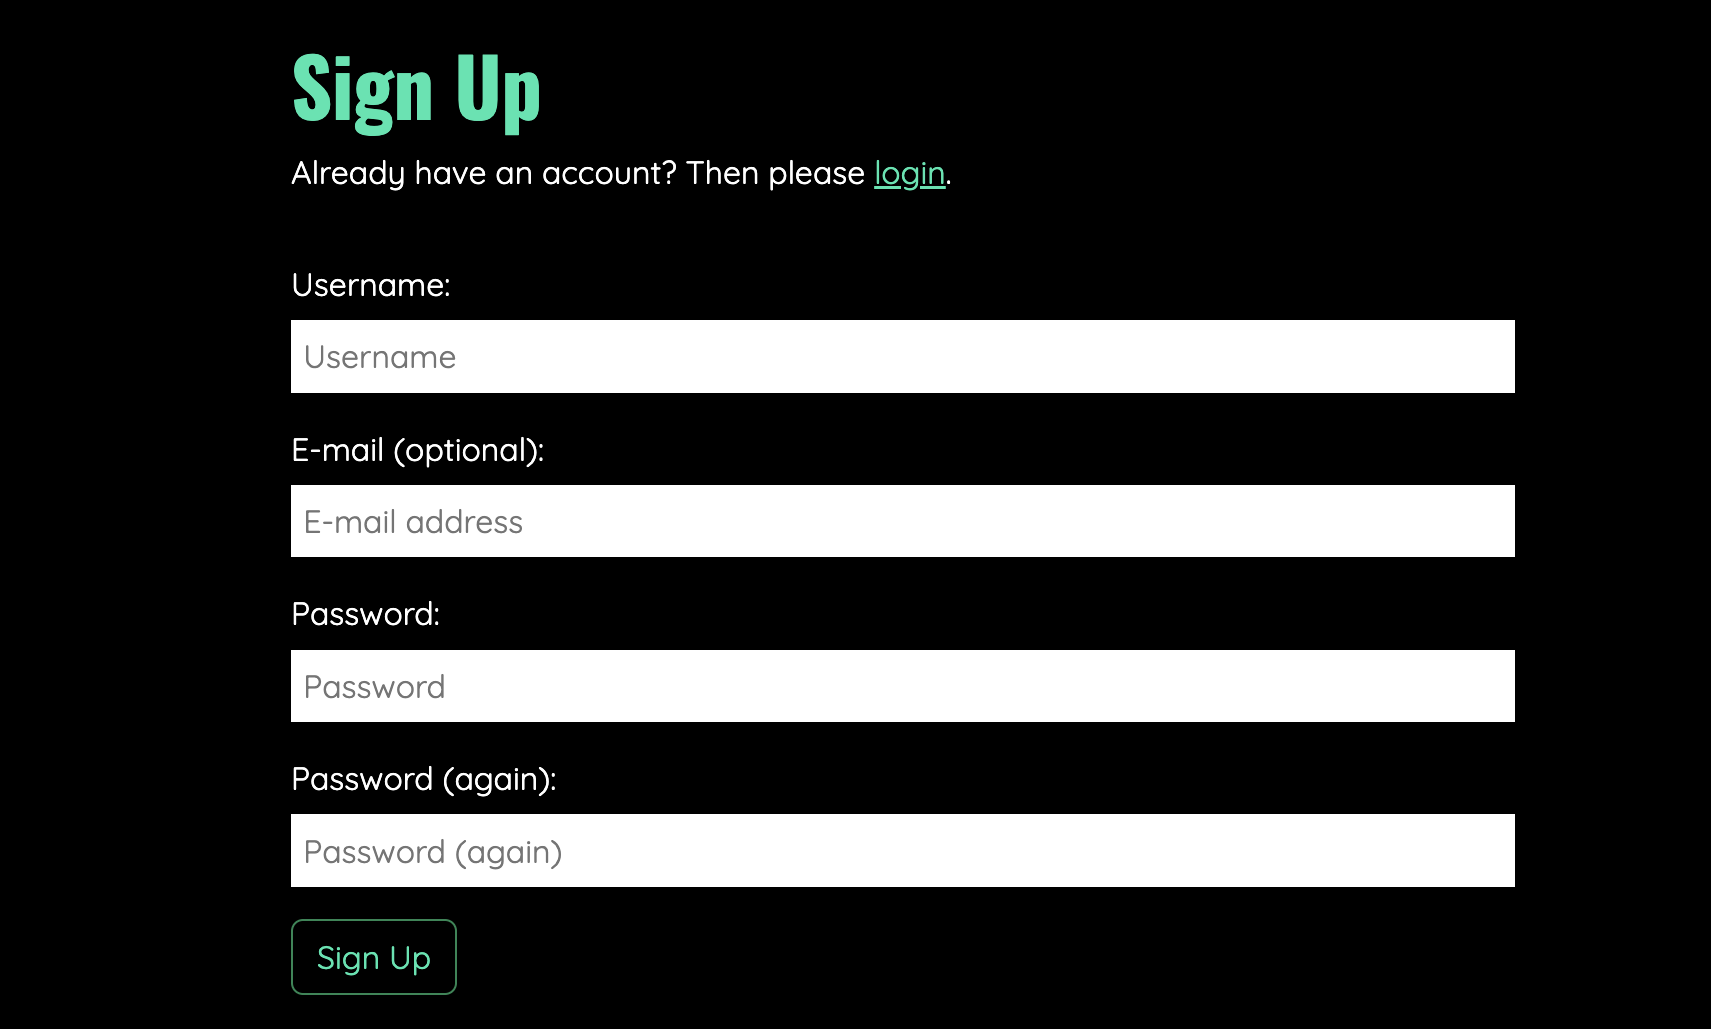 Sign Up
Already have an account? Then please login.
Username:
Username
E-mail (optional):
E-mail address
Password:
Password
Password (again):
Password (again)
Sign Up